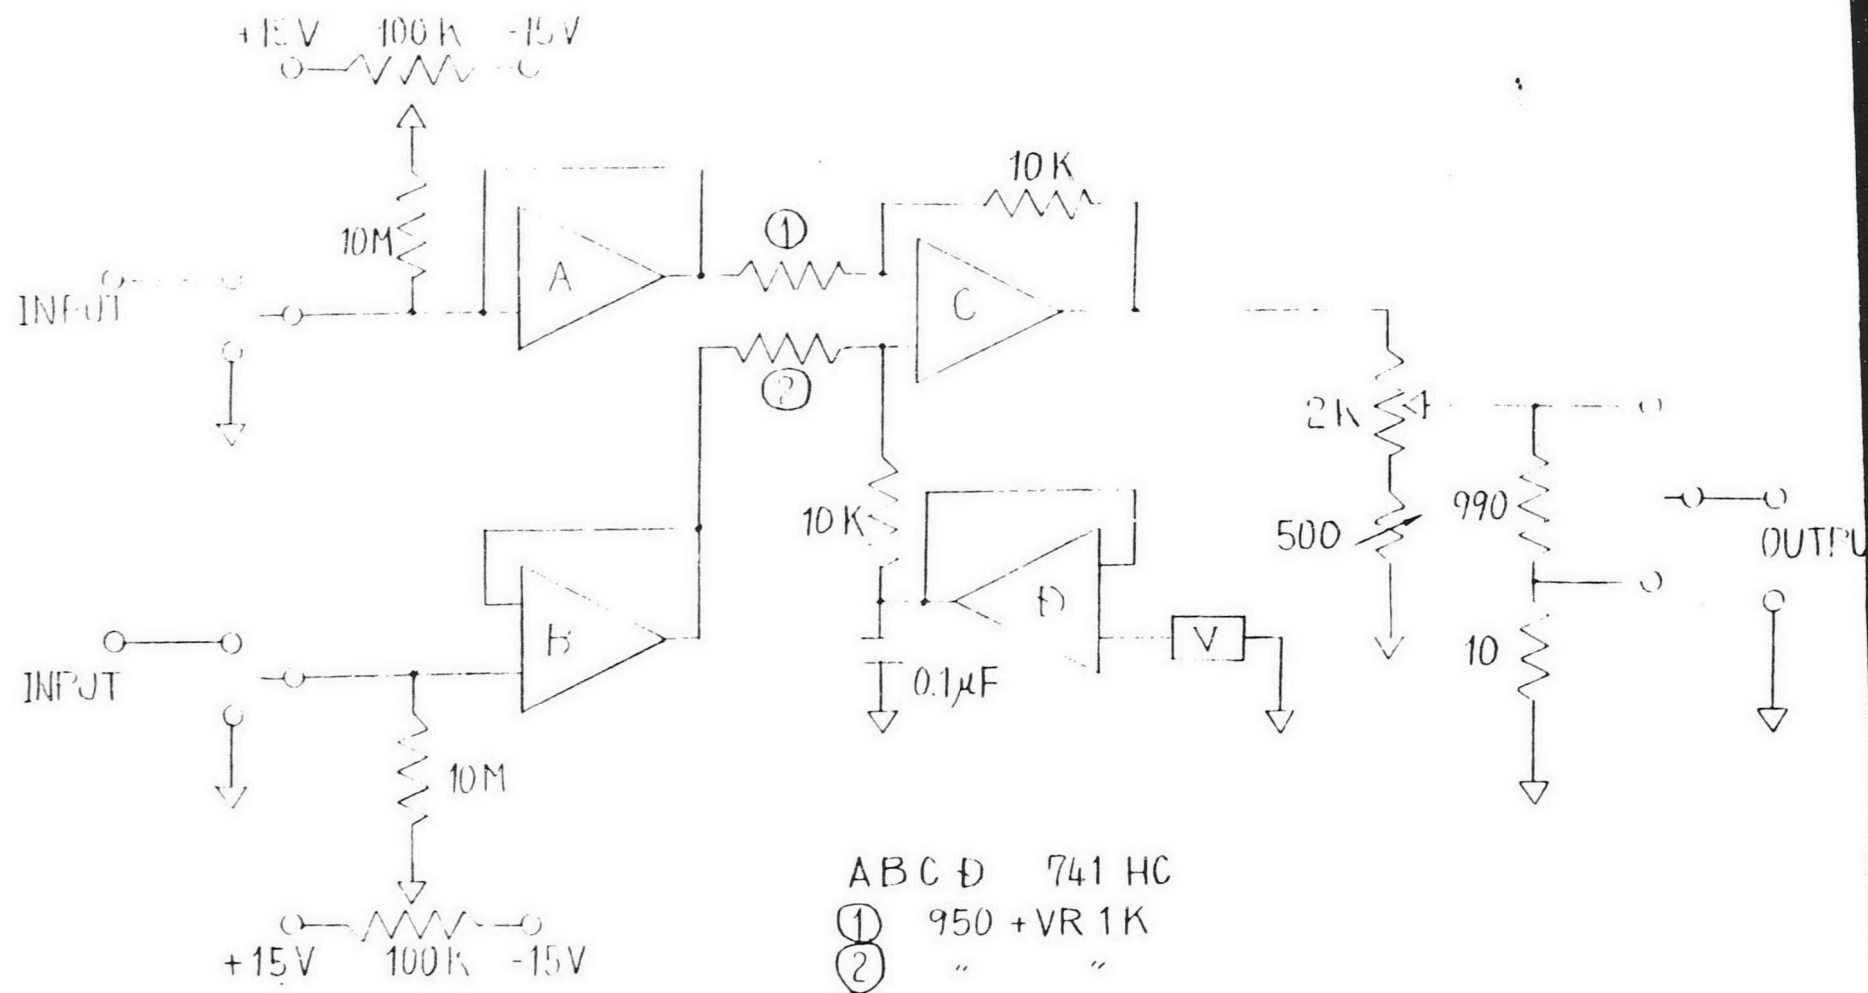 +15V 100K -15V
10M
INPUT
A
①
②
10K
C
2K
500
990
10
OUTPU
10K
D
V
0.1μF
B
INPUT
10M
+15V 100K -15V
A B C D 741 HC
① 950 + VR 1K
② " "